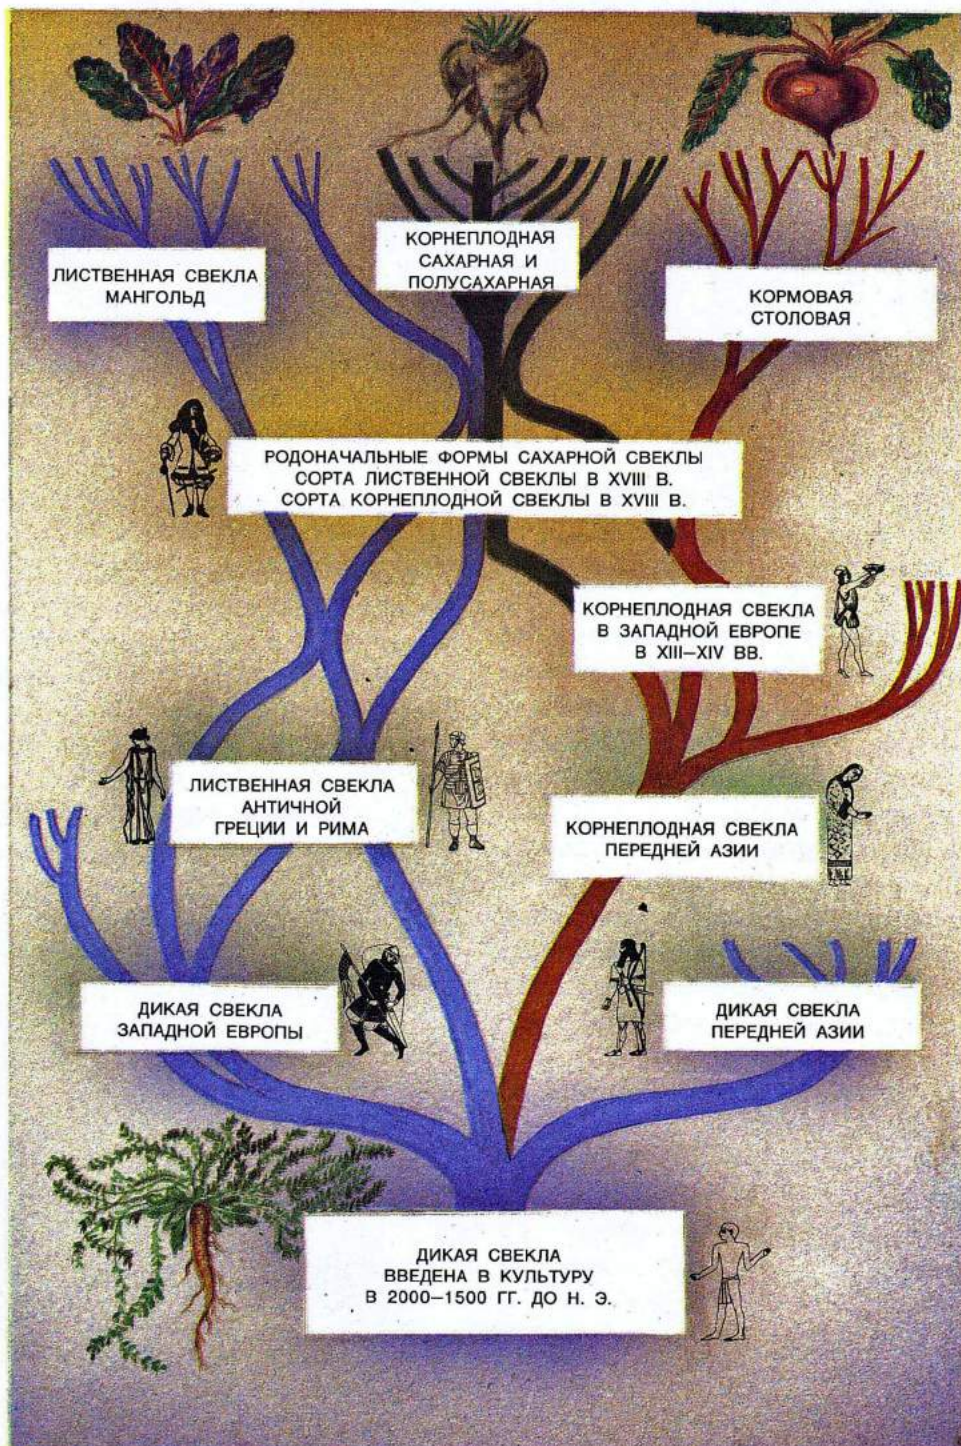 ЛИСТВЕННАЯ СВЕКЛА
МАНГОЛЬД
КОРНЕПЛОДНАЯ
САХАРНАЯ И
ПОЛУСАХАРНАЯ
КОРМОВАЯ
СТОЛОВАЯ
РОДОНАЧАЛЬНЫЕ ФОРМЫ САХАРНОЙ СВЕКЛЫ
СОРТА ЛИСТВЕННОЙ СВЕКЛЫ В XVIII В.
СОРТА КОРНЕПЛОДНОЙ СВЕКЛЫ В XVIII В.
КОРНЕПЛОДНАЯ СВЕКЛА
В ЗАПАДНОЙ ЕВРОПЕ
В XIII–XIV ВВ.
ЛИСТВЕННАЯ СВЕКЛА
АНТИЧНОЙ
ГРЕЦИИ И РИМА
КОРНЕПЛОДНАЯ СВЕКЛА
ПЕРЕДНЕЙ АЗИИ
ДИКАЯ СВЕКЛА
ЗАПАДНОЙ ЕВРОПЫ
ДИКАЯ СВЕКЛА
ПЕРЕДНЕЙ АЗИИ
ДИКАЯ СВЕКЛА
ВВЕДЕНА В КУЛЬТУРУ
В 2000–1500 ГГ. ДО Н. Э.